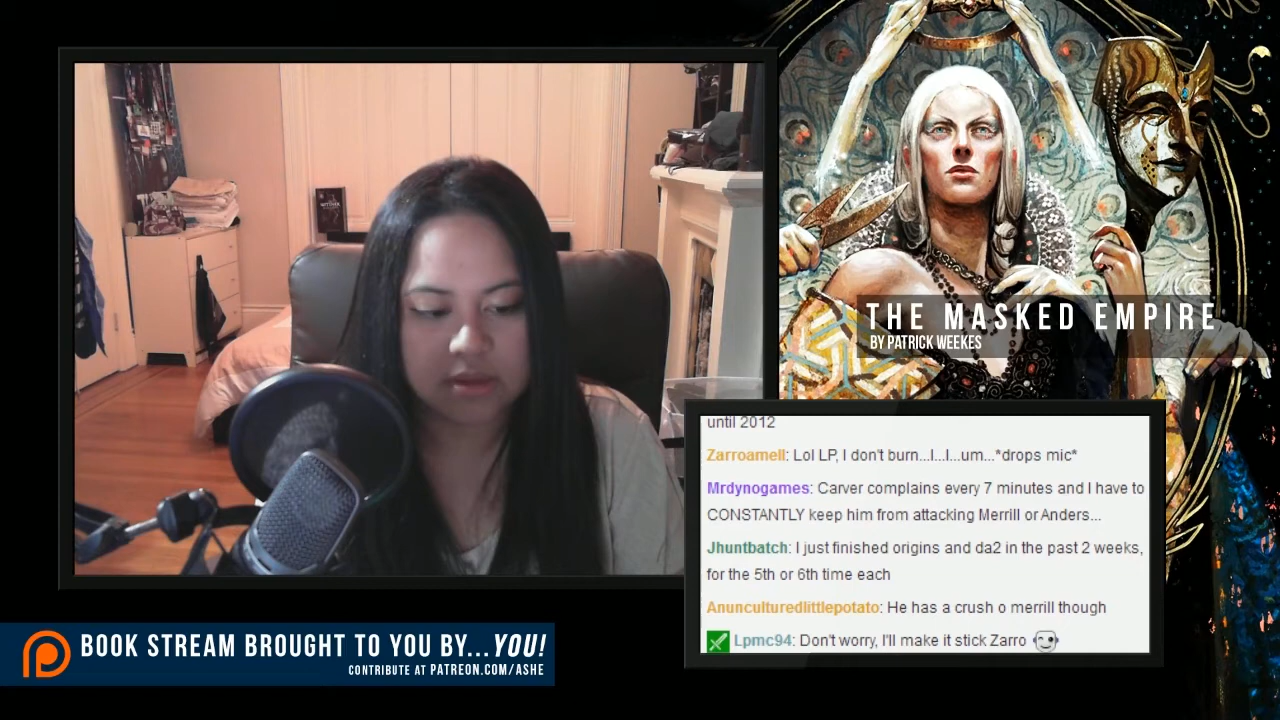 THE MASKED EMPIRE
BY PATRICK WEEKES
until 2012
Zarroamell: Lol LP, I don't burn...I...I...um...*drops mic*
Mrdynogames: Carver complains every 7 minutes and I have to
CONSTANTLY keep him from attacking Merrill or Anders...
Jhuntbatch: I just finished origins and da2 in the past 2 weeks,
for the 5th or 6th time each
Anunculturedlittlepotato: He has a crush o merrill though
Lpmc94: Don't worry, I'll make it stick Zarro
BOOK STREAM BROUGHT TO YOU BY...YOU!
CONTRIBUTE AT PATREON.COM/ASHE